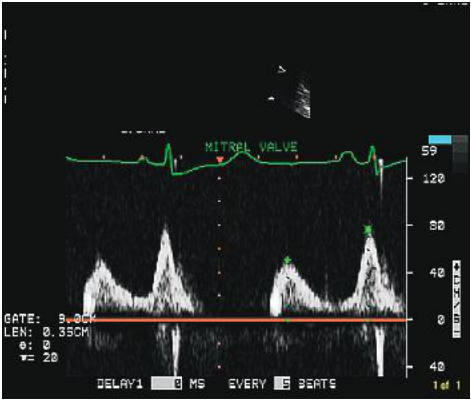 MITRAL VALVE
59
120
80
40
0
40
CM/S
GATE: 9.0CM
LEN: 0.35CM
θ: 0
w= 20
DELAY1 0 MS EVERY 5 BEATS
1 of 1